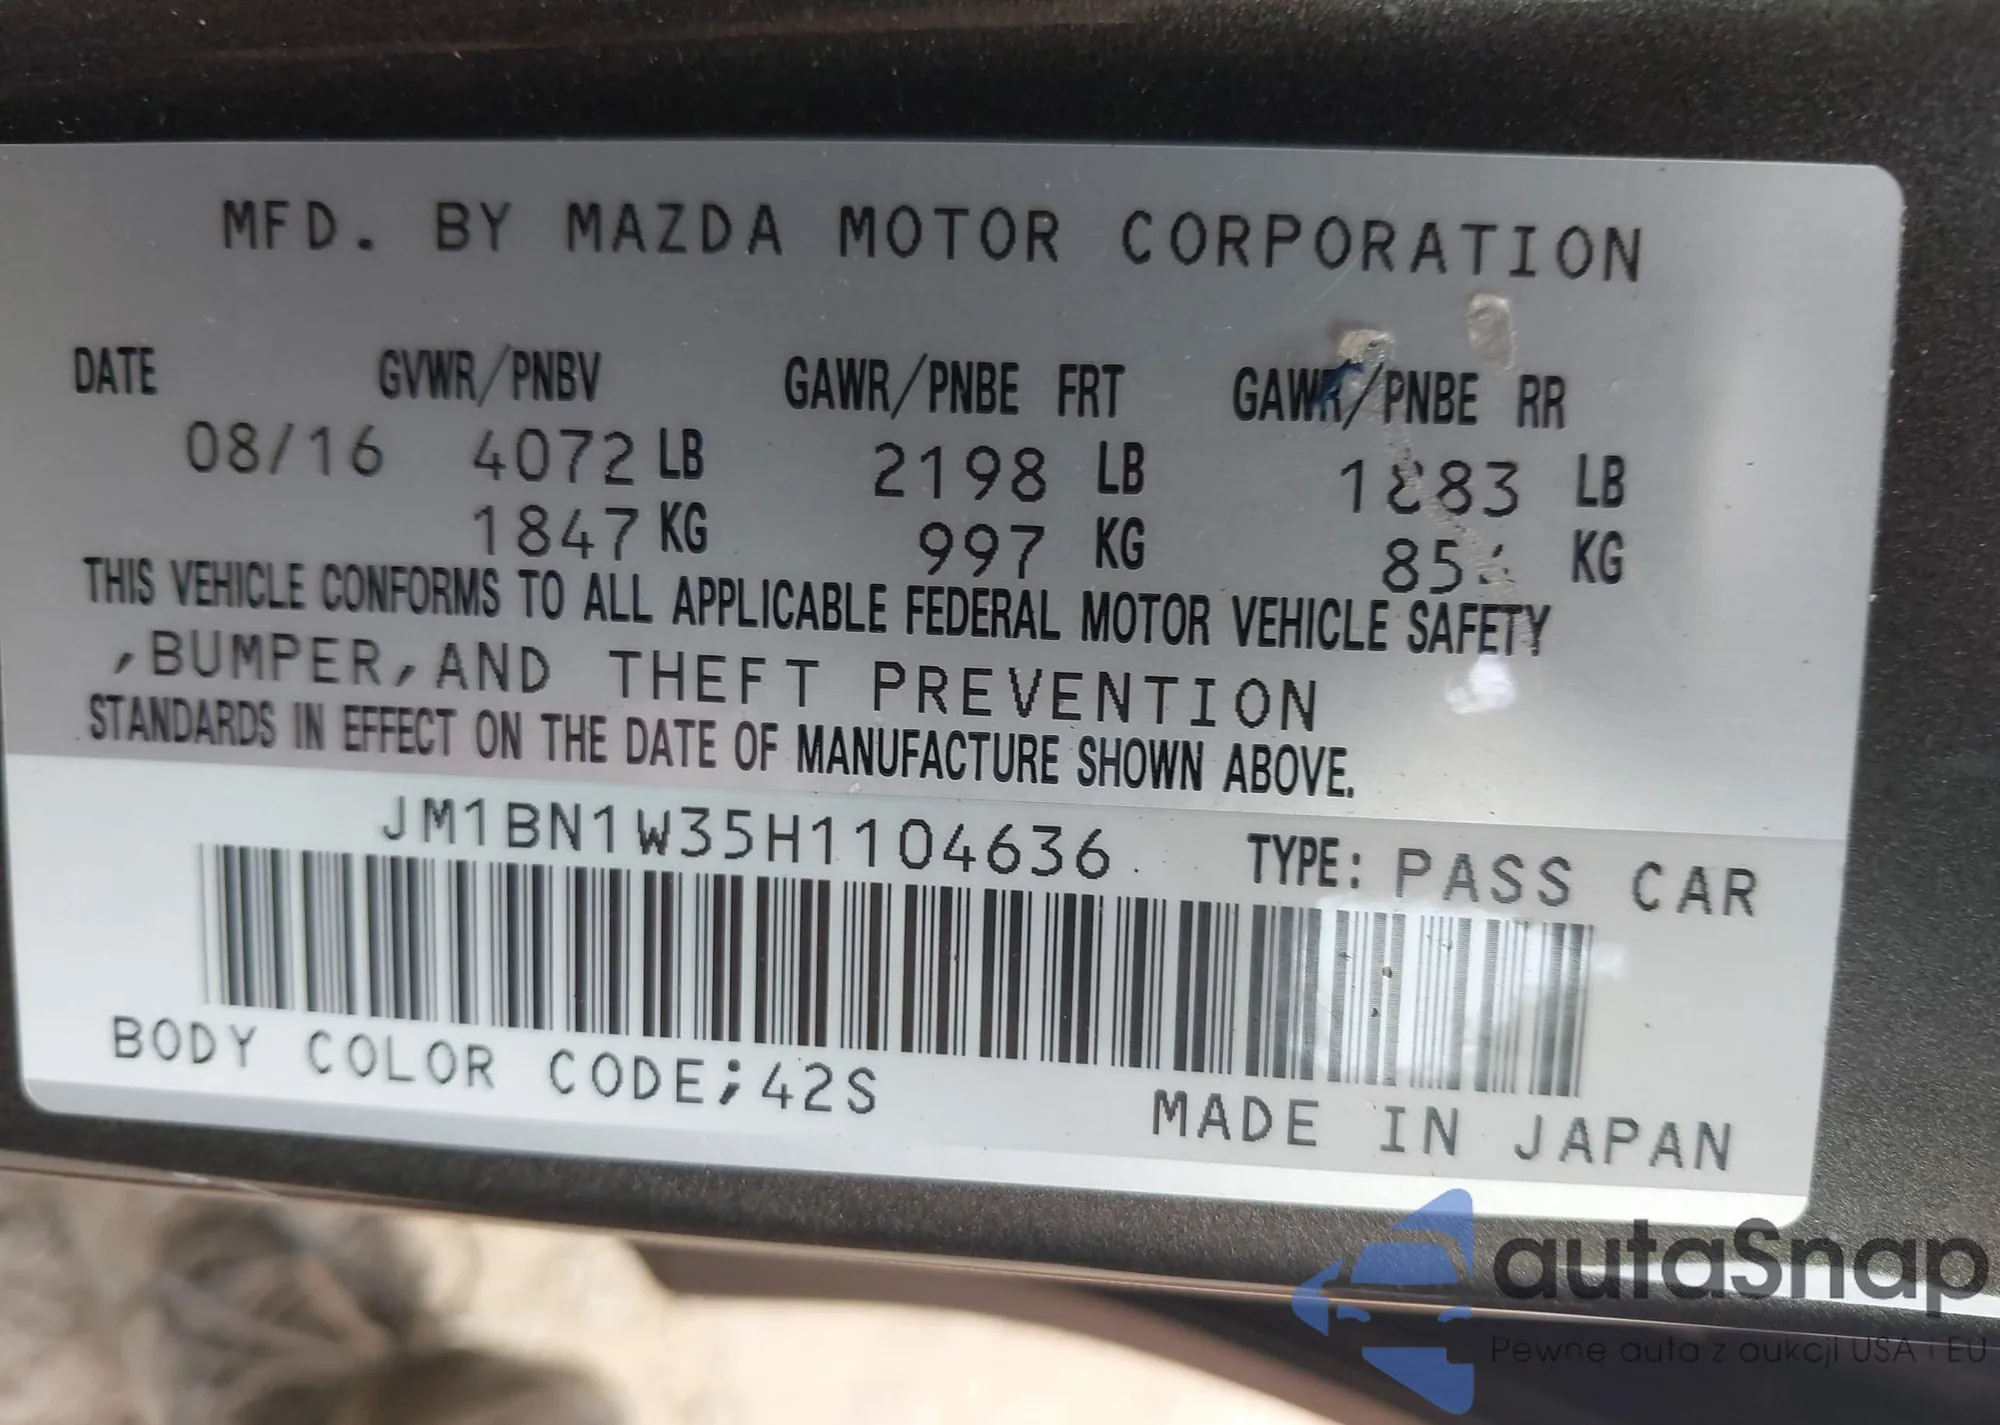 MFD. BY MAZDA MOTOR CORPORATION
DATE GVWR/PNBV GAWR/PNBE FRT GAWR/PNBE RR
08/16 4072 LB 2198 LB 1883 LB
1847 KG 997 KG KG
THIS VEHICLE CONFORMS TO ALL APPLICABLE FEDERAL MOTOR VEHICLE SAFETY
,BUMPER,AND THEFT PREVENTION
STANDARDS IN EFFECT ON THE DATE OF MANUFACTURE SHOWN ABOVE.
JM1BN1W35H1104636 TYPE: PASS CAR
BODY COLOR CODE;42S
MADE IN JAPAN
autaSnap
Pewne auta z aukcji USA i EU